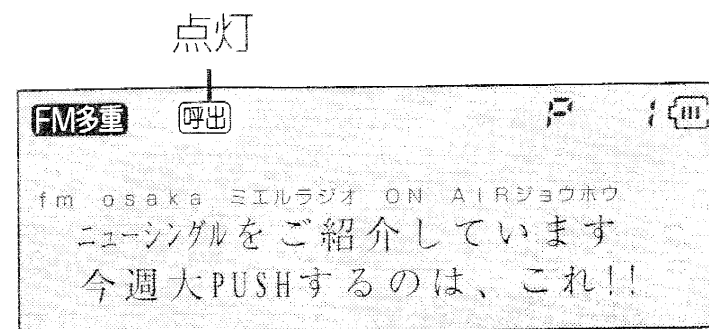 点灯
FM多重 呼出 P 1
fm osaka ミエルラジオ ON AIRジョウホウ
ニューシングルをご紹介しています
今週大PUSHするのは、これ!!